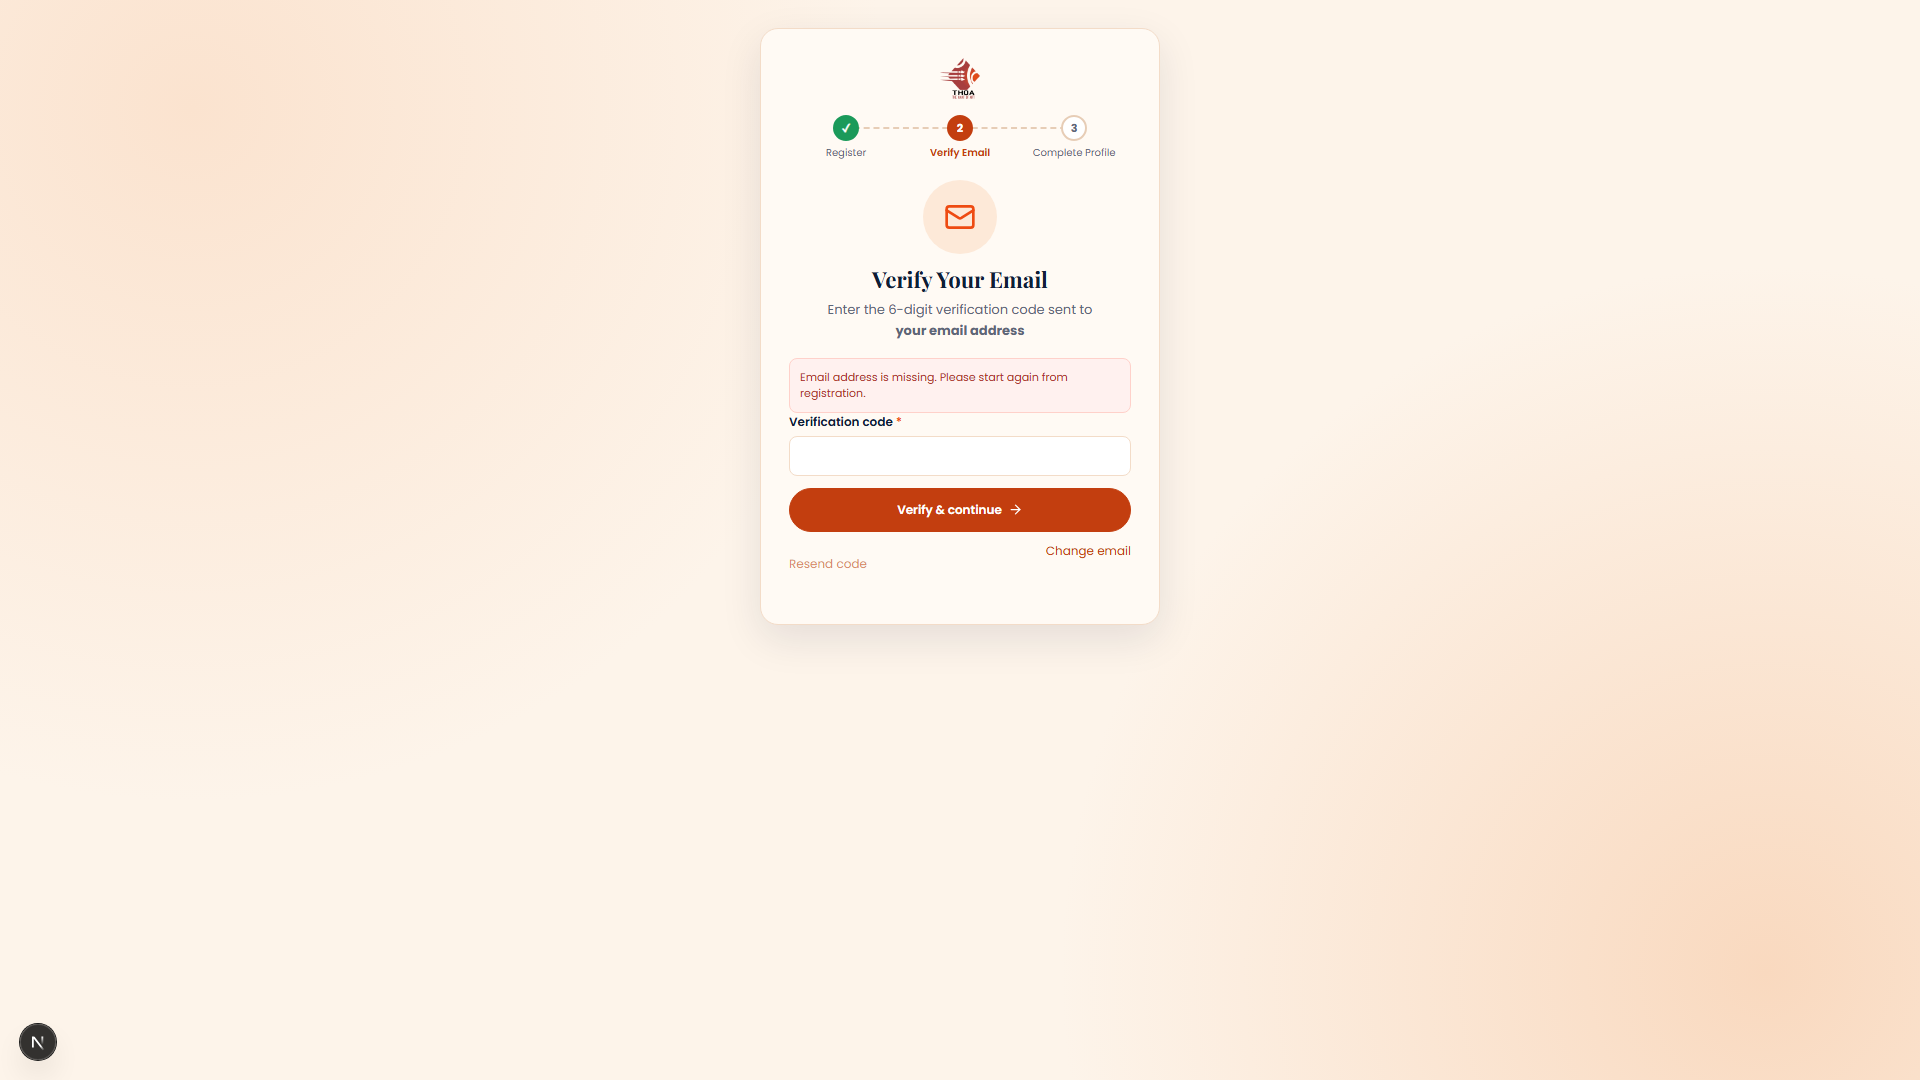 THOA
✓
2
3
Register
Verify Email
Complete Profile
Verify Your Email
Enter the 6-digit verification code sent to
your email address
Email address is missing. Please start again from
registration.
Verification code *
Verify & continue →
Change email
Resend code
N